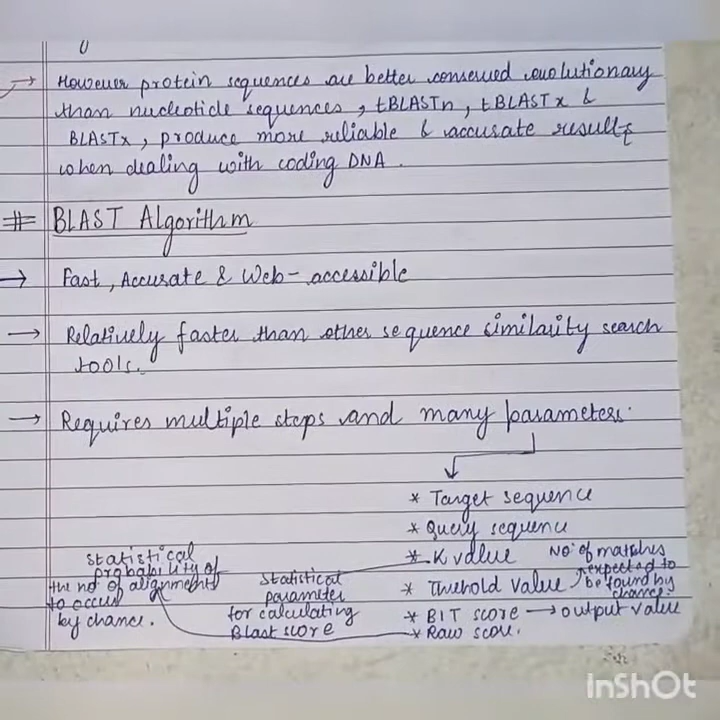 → However protein sequences are better conserved evolutionary
than nucleotide sequences, tBLASTn, tBLASTx &
BLASTx, produce more reliable & accurate results
when dealing with coding DNA.
# BLAST Algorithm
→ Fast, Accurate & Web-accessible
→ Relatively faster than other sequence similarity search
tools.
→ Requires multiple steps and many parameters.
* Target sequence
* Query sequence
* K value
* Threhold value
* BIT score → output value
* Raw score.
No. of matches
expected to
be found by
chance.
Statistical
parameter
for calculating
Blast score
Statistical
probability of
the no of alignments
to occur
by chance.
InShOt